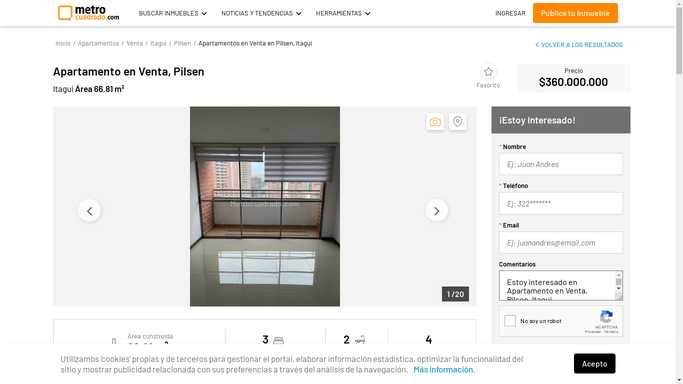 metro
cuadrado.com
BUSCAR INMUEBLES
NOTICIAS Y TENDENCIAS
HERRAMIENTAS
INGRESAR
Publica tu Inmueble
Inicio / Apartamentos / Venta / Itagui / Pilsen / Apartamentos en Venta en Pilsen, Itagui
VOLVER A LOS RESULTADOS
Apartamento en Venta, Pilsen
Itagui Área 66.81 m²
Favorito
Precio
$360.000.000
Metrocuadrado.com
1 / 20
¡Estoy Interesado!
* Nombre
Ej: Juan Andres
* Teléfono
Ej: 322*******
* Email
Ej: juanandres@email.com
Comentarios
Estoy interesado en
Apartamento en Venta,
Pilsen, Itagui
No soy un robot
reCAPTCHA
Privacidad - Términos
Área construida
3
2
4
Utilizamos 'cookies' propias y de terceros para gestionar el portal, elaborar información estadística, optimizar la funcionalidad del
sitio y mostrar publicidad relacionada con sus preferencias a través del análisis de la navegación. Más información.
Acepto